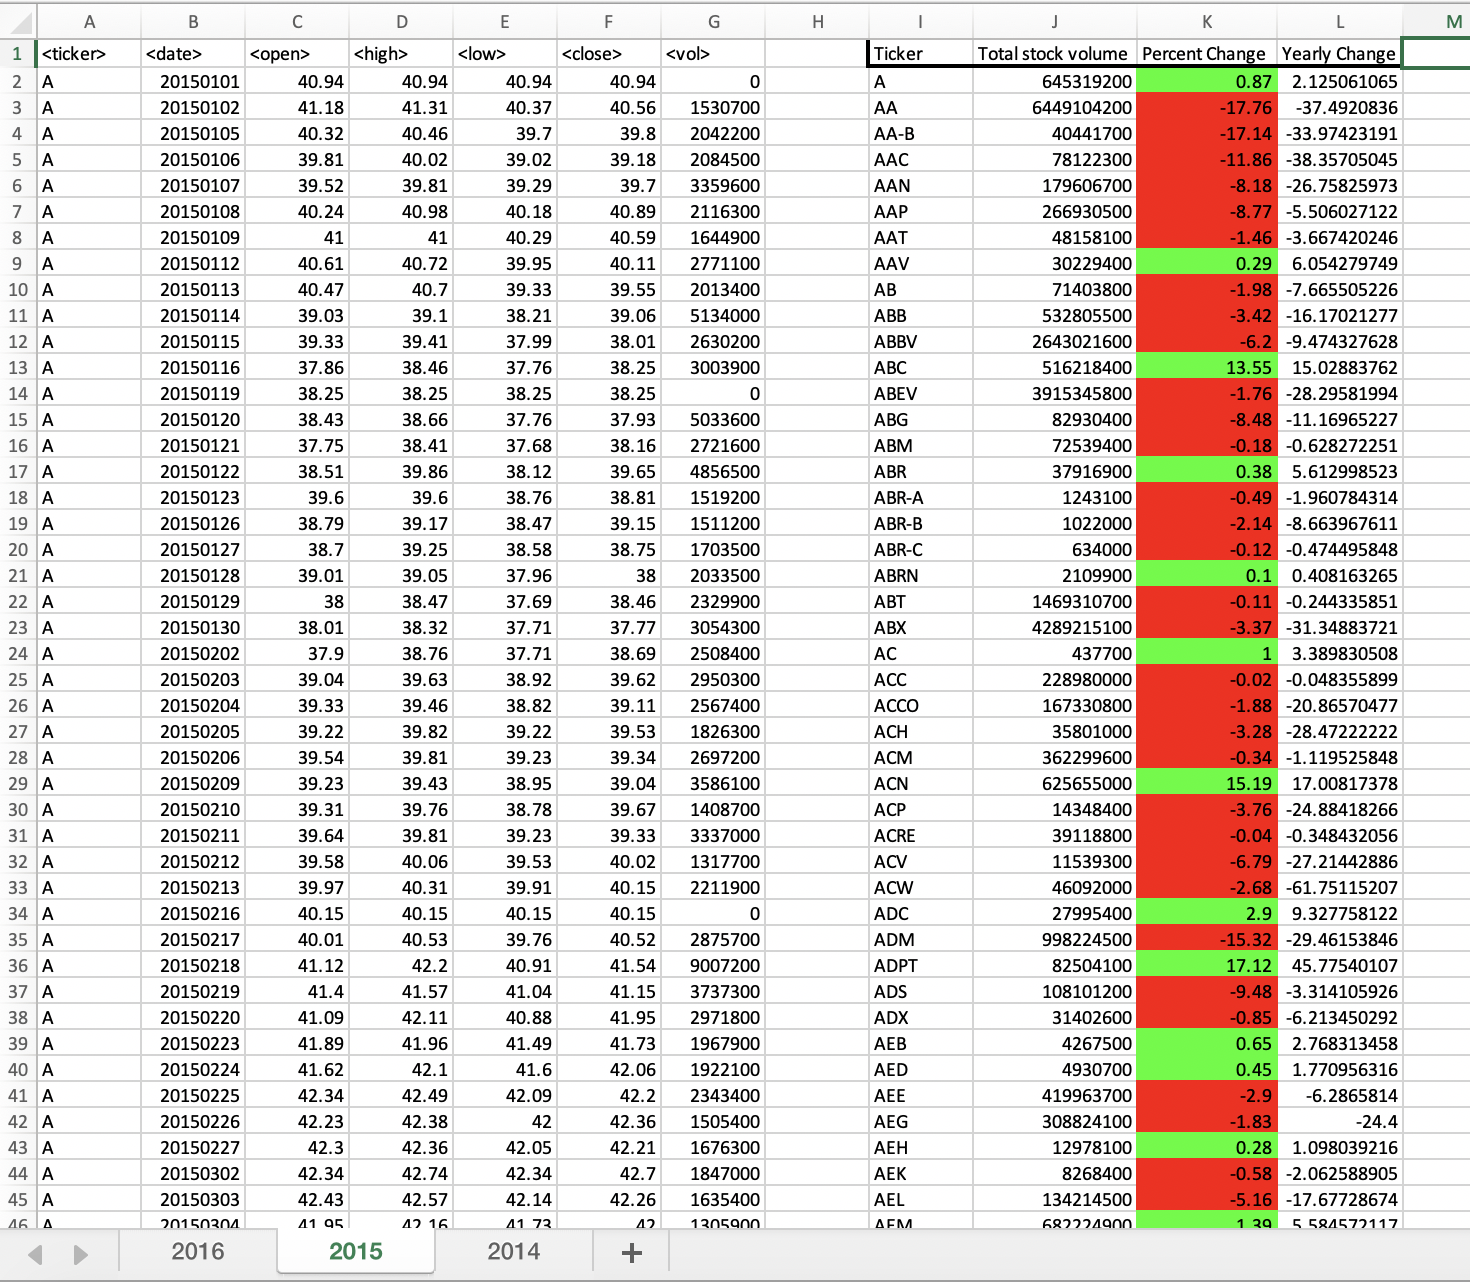 A B C D E F G H I J K L M
1 <ticker> <date> <open> <high> <low> <close> <vol> Ticker Total stock volume Percent Change Yearly Change
2 A 20150101 40.94 40.94 40.94 40.94 0 A 645319200 0.87 2.125061065
3 A 20150102 41.18 41.31 40.37 40.56 1530700 AA 6449104200 -17.76 -37.4920836
4 A 20150105 40.32 40.46 39.7 39.8 2042200 AA-B 40441700 -17.14 -33.97423191
5 A 20150106 39.81 40.02 39.02 39.18 2084500 AAC 78122300 -11.86 -38.35705045
6 A 20150107 39.52 39.81 39.29 39.7 3359600 AAN 179606700 -8.18 -26.75825973
7 A 20150108 40.24 40.98 40.18 40.89 2116300 AAP 266930500 -8.77 -5.506027122
8 A 20150109 41 41 40.29 40.59 1644900 AAT 48158100 -1.46 -3.667420246
9 A 20150112 40.61 40.72 39.95 40.11 2771100 AAV 30229400 0.29 6.054279749
10 A 20150113 40.47 40.7 39.33 39.55 2013400 AB 71403800 -1.98 -7.665505226
11 A 20150114 39.03 39.1 38.21 39.06 5134000 ABB 532805500 -3.42 -16.17021277
12 A 20150115 39.33 39.41 37.99 38.01 2630200 ABBV 2643021600 -6.2 -9.474327628
13 A 20150116 37.86 38.46 37.76 38.25 3003900 ABC 516218400 13.55 15.02883762
14 A 20150119 38.25 38.25 38.25 38.25 0 ABEV 3915345800 -1.76 -28.29581994
15 A 20150120 38.43 38.66 37.76 37.93 5033600 ABG 82930400 -8.48 -11.16965227
16 A 20150121 37.75 38.41 37.68 38.16 2721600 ABM 72539400 -0.18 -0.628272251
17 A 20150122 38.51 39.86 38.12 39.65 4856500 ABR 37916900 0.38 5.612998523
18 A 20150123 39.6 39.6 38.76 38.81 1519200 ABR-A 1243100 -0.49 -1.960784314
19 A 20150126 38.79 39.17 38.47 39.15 1511200 ABR-B 1022000 -2.14 -8.663967611
20 A 20150127 38.7 39.25 38.58 38.75 1703500 ABR-C 634000 -0.12 -0.474495848
21 A 20150128 39.01 39.05 37.96 38 2033500 ABRN 2109900 0.1 0.408163265
22 A 20150129 38 38.47 37.69 38.46 2329900 ABT 1469310700 -0.11 -0.244335851
23 A 20150130 38.01 38.32 37.71 37.77 3054300 ABX 4289215100 -3.37 -31.34883721
24 A 20150202 37.9 38.76 37.71 38.69 2508400 AC 437700 1 3.389830508
25 A 20150203 39.04 39.63 38.92 39.62 2950300 ACC 228980000 -0.02 -0.048355899
26 A 20150204 39.33 39.46 38.82 39.11 2567400 ACCO 167330800 -1.88 -20.86570477
27 A 20150205 39.22 39.82 39.22 39.53 1826300 ACH 35801000 -3.28 -28.47222222
28 A 20150206 39.54 39.81 39.23 39.34 2697200 ACM 362299600 -0.34 -1.119525848
29 A 20150209 39.23 39.43 38.95 39.04 3586100 ACN 625655000 15.19 17.00817378
30 A 20150210 39.31 39.76 38.78 39.67 1408700 ACP 14348400 -3.76 -24.88418266
31 A 20150211 39.64 39.81 39.23 39.33 3337000 ACRE 39118800 -0.04 -0.348432056
32 A 20150212 39.58 40.06 39.53 40.02 1317700 ACV 11539300 -6.79 -27.21442886
33 A 20150213 39.97 40.31 39.91 40.15 2211900 ACW 46092000 -2.68 -61.75115207
34 A 20150216 40.15 40.15 40.15 40.15 0 ADC 27995400 2.9 9.327758122
35 A 20150217 40.01 40.53 39.76 40.52 2875700 ADM 998224500 -15.32 -29.46153846
36 A 20150218 41.12 42.2 40.91 41.54 9007200 ADPT 82504100 17.12 45.77540107
37 A 20150219 41.4 41.57 41.04 41.15 3737300 ADS 108101200 -9.48 -3.314105926
38 A 20150220 41.09 42.11 40.88 41.95 2971800 ADX 31402600 -0.85 -6.213450292
39 A 20150223 41.89 41.96 41.49 41.73 1967900 AEB 4267500 0.65 2.768313458
40 A 20150224 41.62 42.1 41.6 42.06 1922100 AED 4930700 0.45 1.770956316
41 A 20150225 42.34 42.49 42.09 42.2 2343400 AEE 419963700 -2.9 -6.2865814
42 A 20150226 42.23 42.38 42 42.36 1505400 AEG 308824100 -1.83 -24.4
43 A 20150227 42.3 42.36 42.05 42.21 1676300 AEH 12978100 0.28 1.098039216
44 A 20150302 42.34 42.74 42.34 42.7 1847000 AEK 8268400 -0.58 -2.062588905
45 A 20150303 42.43 42.57 42.14 42.26 1635400 AEL 134214500 -5.16 -17.67728674
46 A 20150304 41.95 42.16 41.73 42 1305900 AEM 682224900 1.39 5.584572117
2016 2015 2014 +